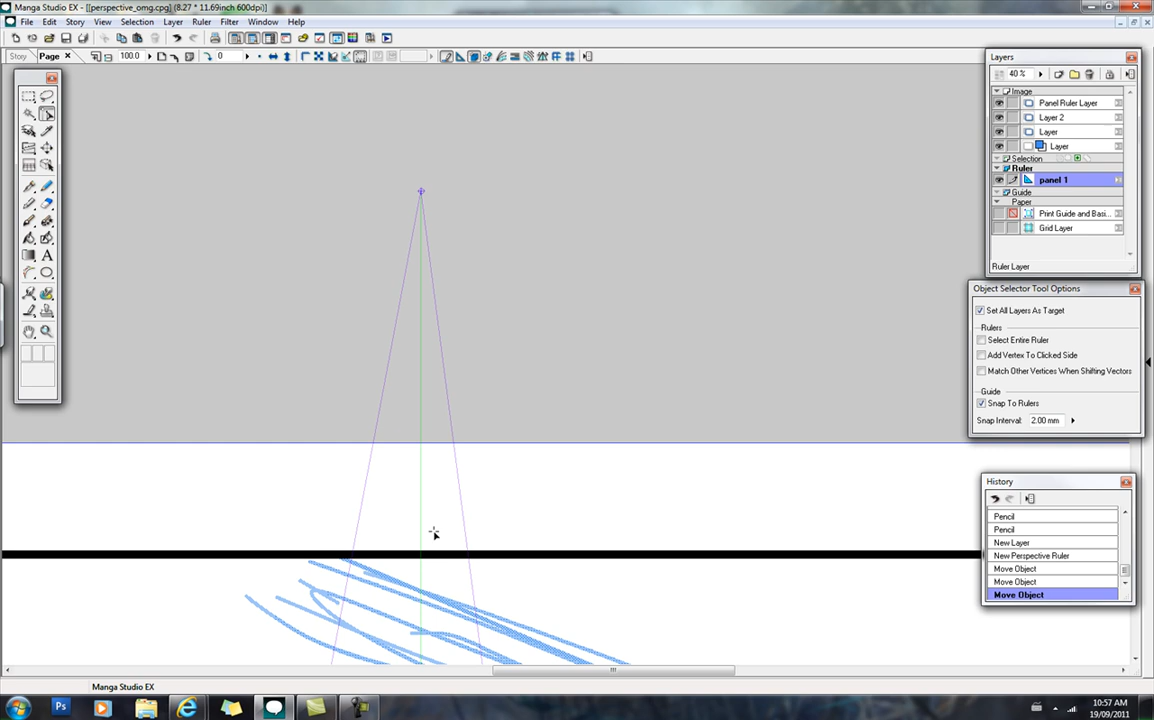 Manga Studio EX - [[perspective_omg.cpg] (8.27 * 11.69inch 600dpi)]
File Edit Story View Selection Layer Ruler Filter Window Help
Story Page 100.0 0
Layers
40 %
Image
Panel Ruler Layer
Layer 2
Layer
Layer
Selection
Ruler
panel 1
Guide
Paper
Print Guide and Basi...
Grid Layer
Ruler Layer
Object Selector Tool Options
Set All Layers As Target
Rulers
Select Entire Ruler
Add Vertex To Clicked Side
Match Other Vertices When Shifting Vectors
Guide
Snap To Rulers
Snap Interval: 2.00 mm
History
Pencil
Pencil
New Layer
New Perspective Ruler
Move Object
Move Object
Move Object
Manga Studio EX
Ps
10:57 AM
19/09/2011